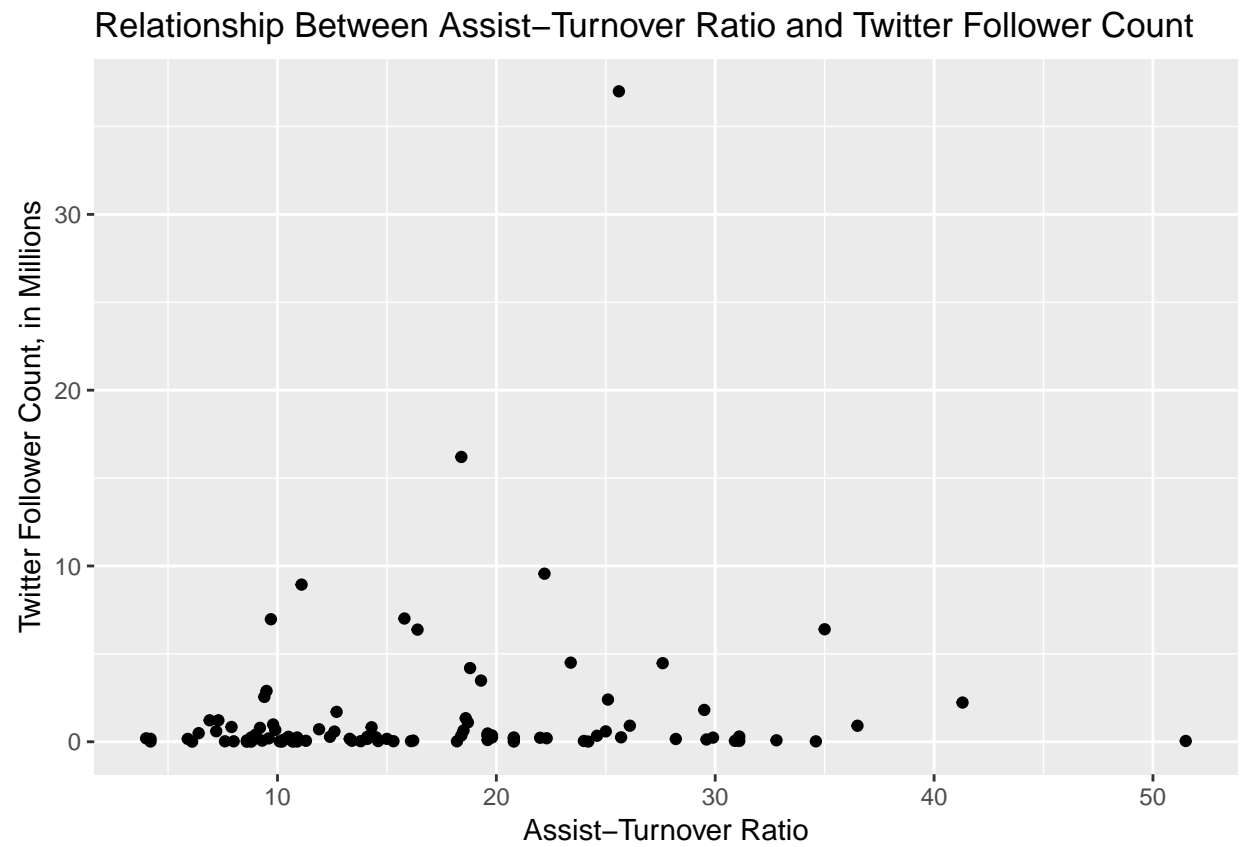 Relationship Between Assist−Turnover Ratio and Twitter Follower Count
Twitter Follower Count, in Millions
30
20
10
0
10 20 30 40 50
Assist−Turnover Ratio